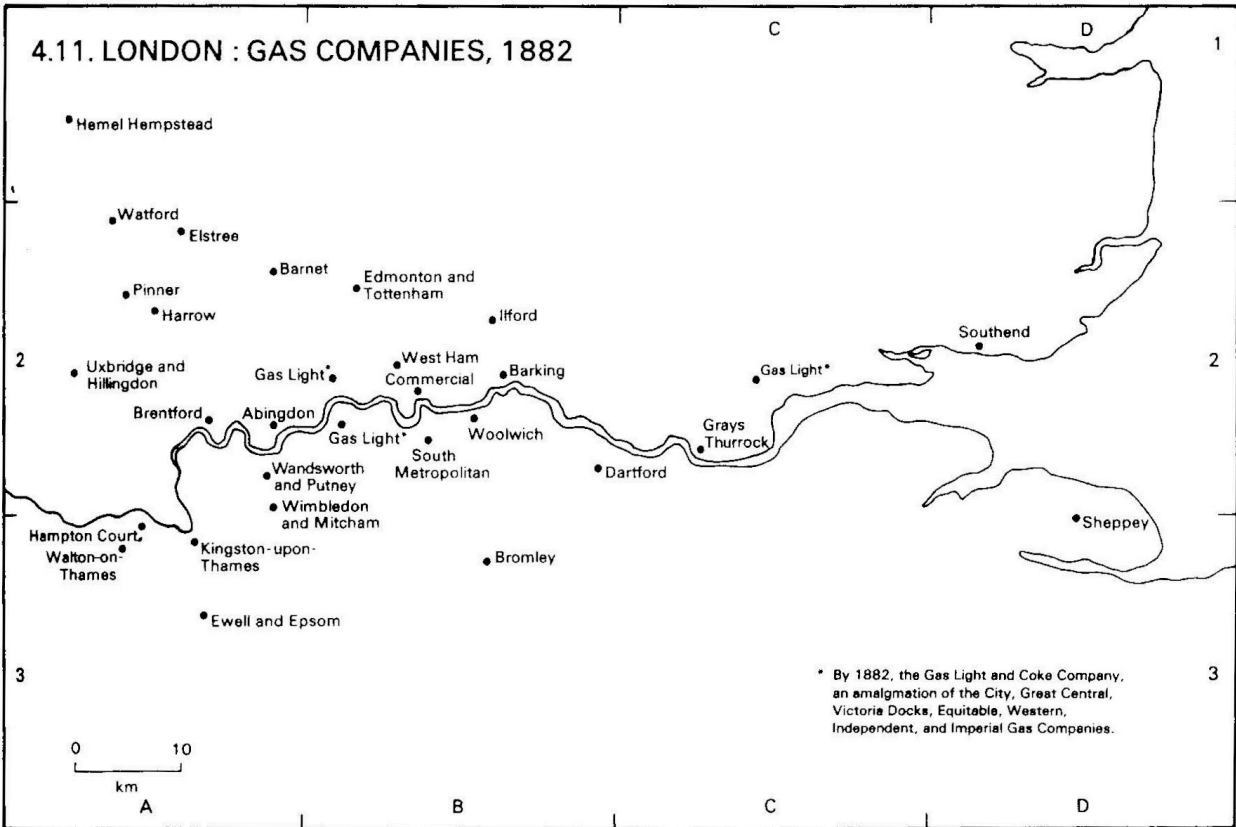 C
D
1
4.11. LONDON : GAS COMPANIES, 1882
Hemel Hempstead
Watford
Elstree
Barnet
Edmonton and
Tottenham
Pinner
Harrow
Ilford
Southend
2
Uxbridge and
Hillingdon
Gas Light*
West Ham
Commercial
Barking
Gas Light*
2
Brentford
Abingdon
Gas Light*
Woolwich
Grays
Thurrock
South
Metropolitan
Wandsworth
and Putney
Dartford
Wimbledon
and Mitcham
Sheppey
Hampton Court
Walton-on-
Thames
Kingston-upon-
Thames
Bromley
Ewell and Epsom
3
3
* By 1882, the Gas Light and Coke Company,
an amalgmation of the City, Great Central,
Victoria Docks, Equitable, Western,
Independent, and Imperial Gas Companies.
0 10
km
A
B
C
D